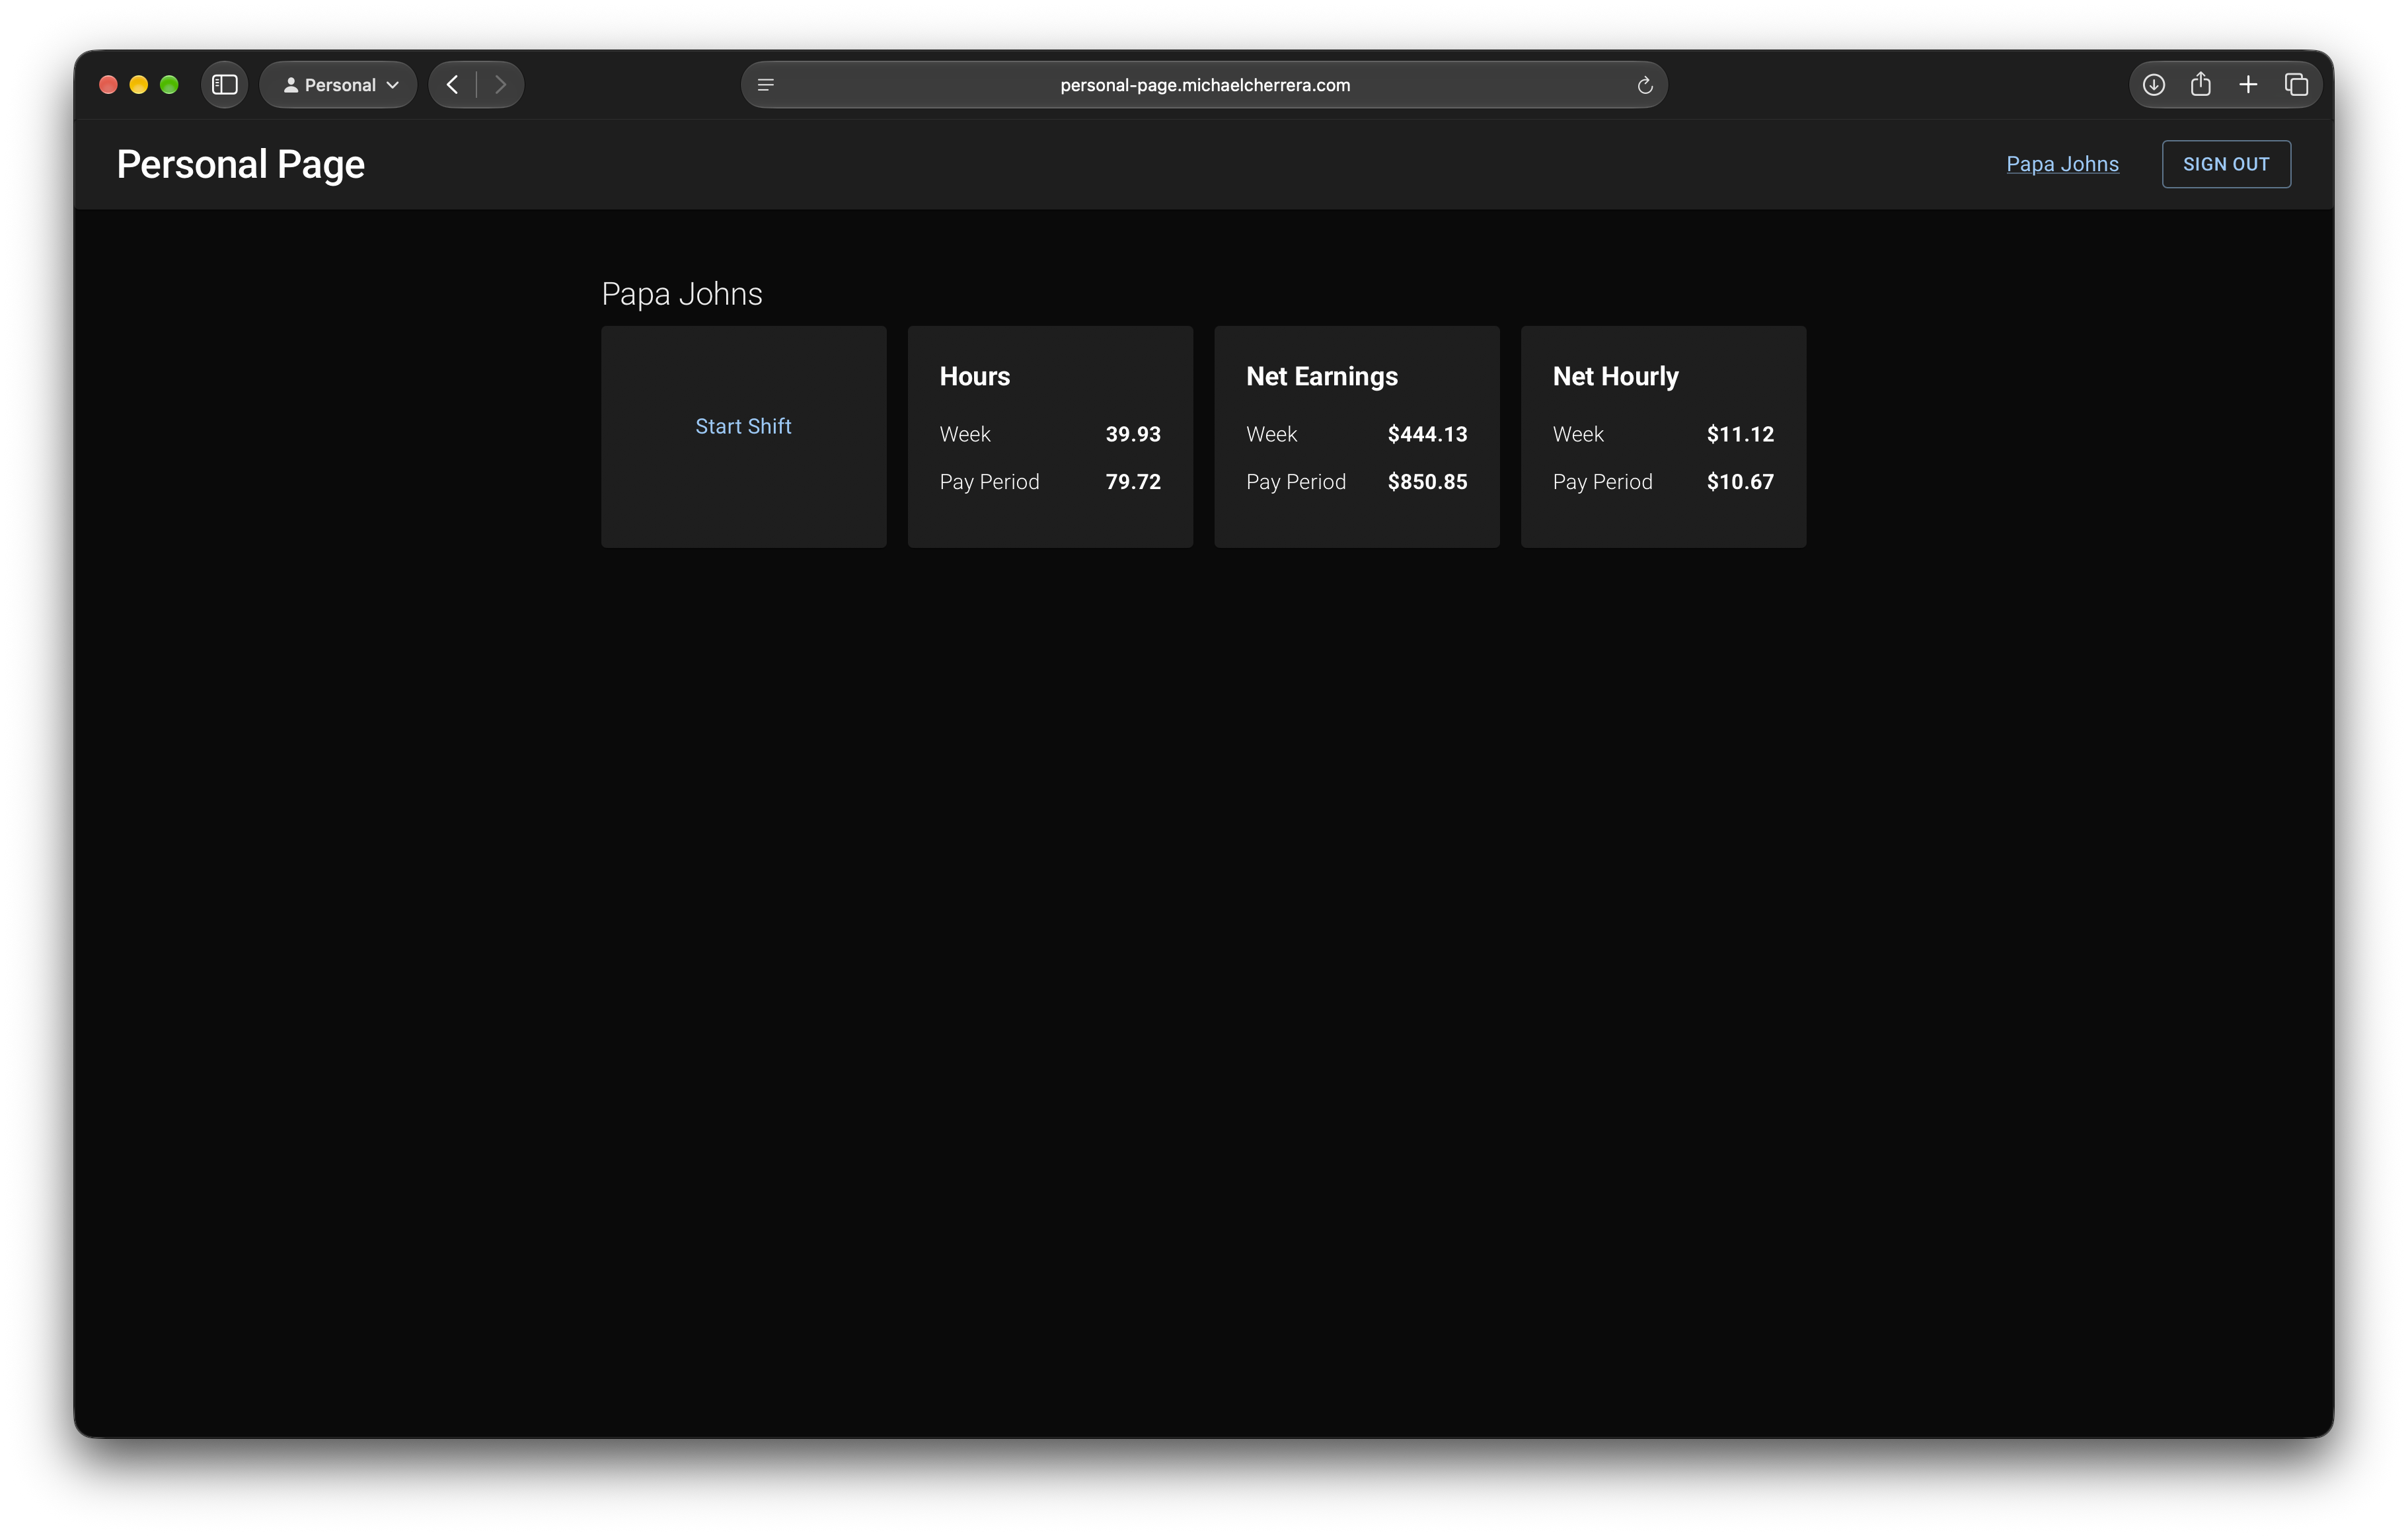 Personal
personal-page.michaelcherrera.com
Personal Page
Papa Johns
SIGN OUT
Papa Johns
Start Shift
Hours
Week 39.93
Pay Period 79.72
Net Earnings
Week $444.13
Pay Period $850.85
Net Hourly
Week $11.12
Pay Period $10.67